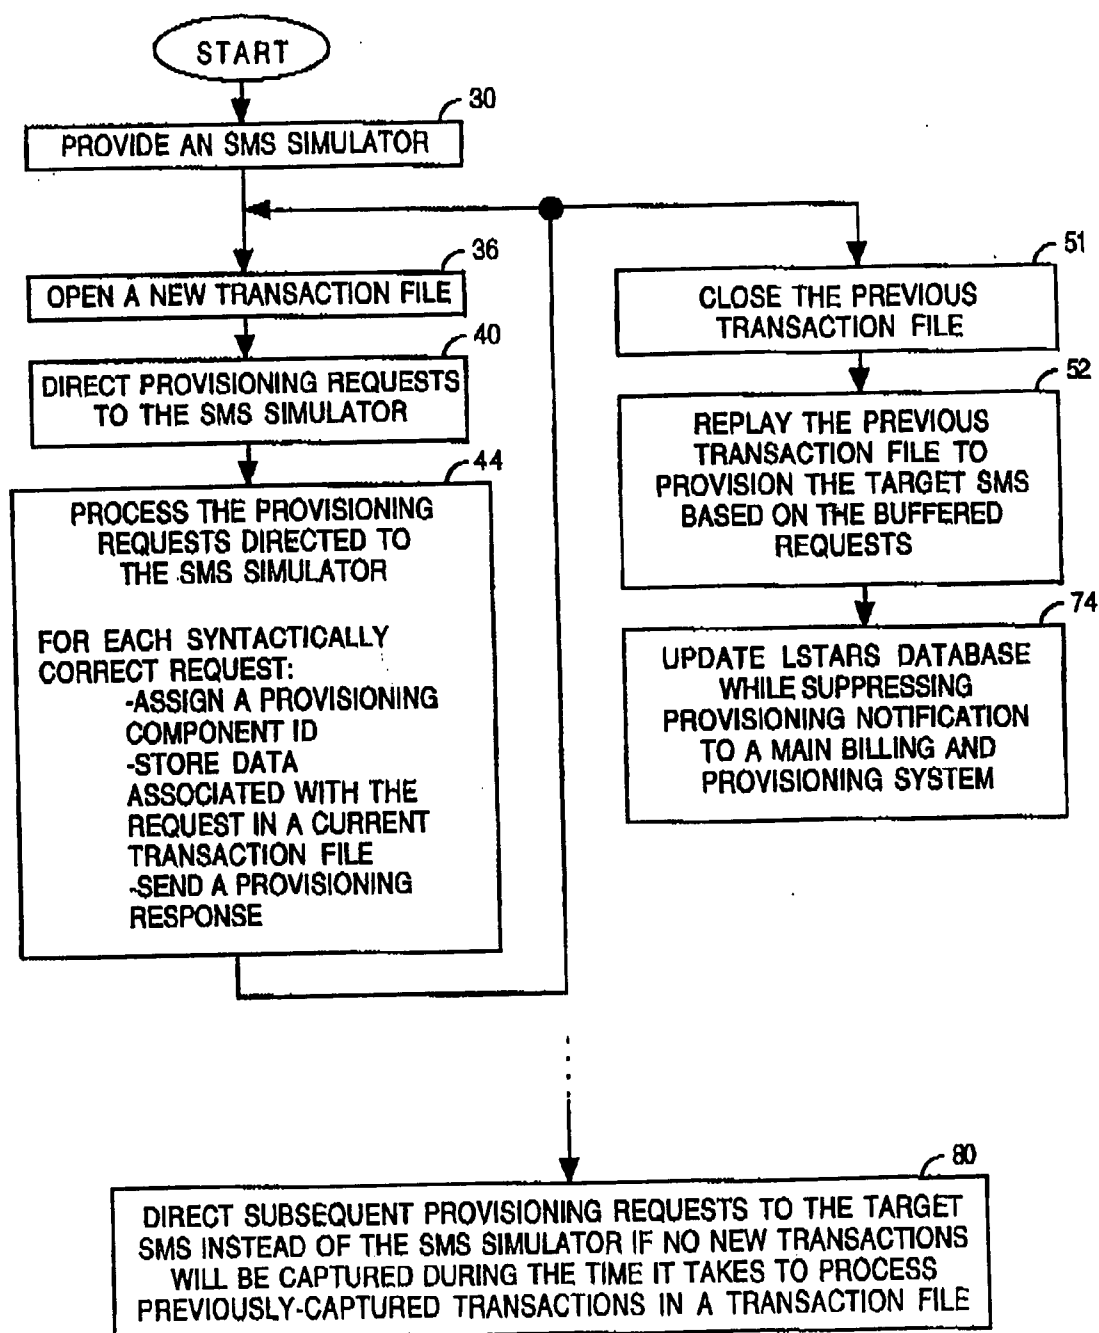 START
30
PROVIDE AN SMS SIMULATOR
36
OPEN A NEW TRANSACTION FILE
40
DIRECT PROVISIONING REQUESTS
TO THE SMS SIMULATOR
44
PROCESS THE PROVISIONING
REQUESTS DIRECTED TO
THE SMS SIMULATOR
FOR EACH SYNTACTICALLY
CORRECT REQUEST:
-ASSIGN A PROVISIONING
COMPONENT ID
-STORE DATA
ASSOCIATED WITH THE
REQUEST IN A CURRENT
TRANSACTION FILE
-SEND A PROVISIONING
RESPONSE
51
CLOSE THE PREVIOUS
TRANSACTION FILE
52
REPLAY THE PREVIOUS
TRANSACTION FILE TO
PROVISION THE TARGET SMS
BASED ON THE BUFFERED
REQUESTS
74
UPDATE LSTARS DATABASE
WHILE SUPPRESSING
PROVISIONING NOTIFICATION
TO A MAIN BILLING AND
PROVISIONING SYSTEM
80
DIRECT SUBSEQUENT PROVISIONING REQUESTS TO THE TARGET
SMS INSTEAD OF THE SMS SIMULATOR IF NO NEW TRANSACTIONS
WILL BE CAPTURED DURING THE TIME IT TAKES TO PROCESS
PREVIOUSLY-CAPTURED TRANSACTIONS IN A TRANSACTION FILE